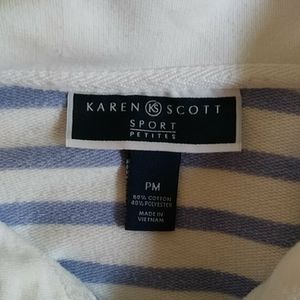 KAREN KS SCOTT
SPORT
PETITES
PM
60% COTTON
40% POLYESTER
MADE IN
VIETNAM